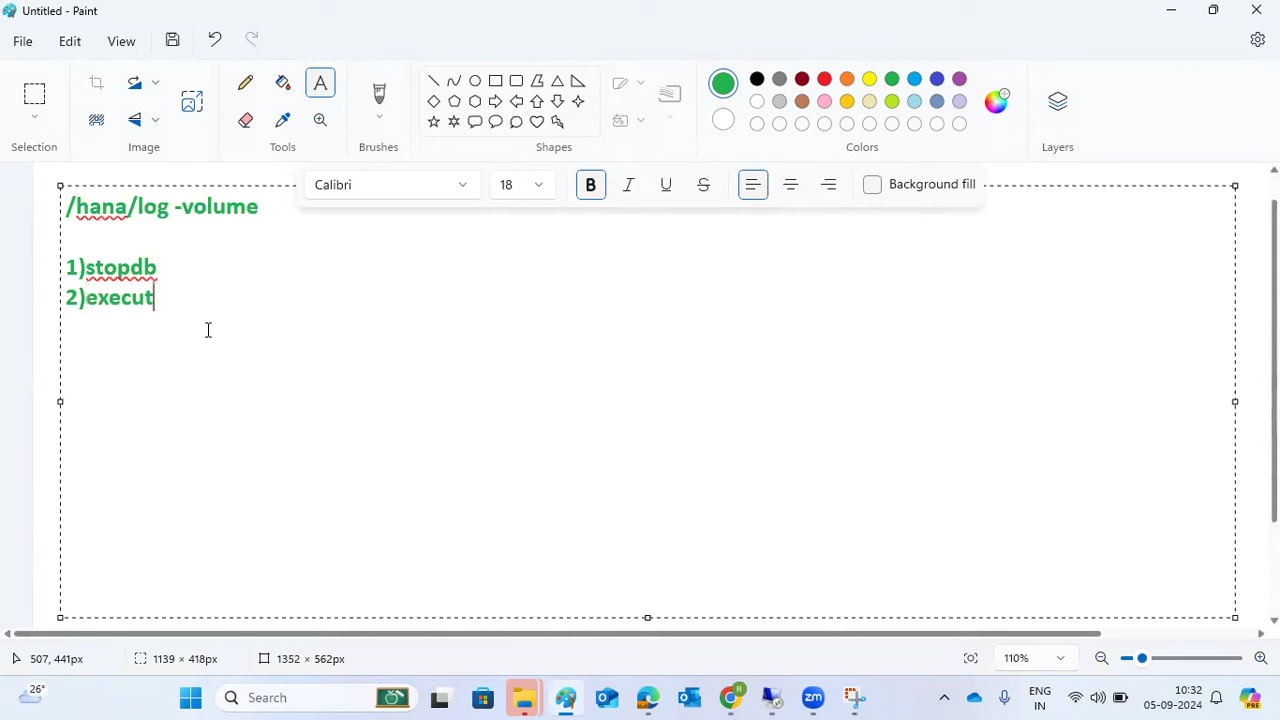 Untitled - Paint
File Edit View
Selection Image Tools Brushes Shapes Colors Layers
Calibri 18 B I U S Background fill
/hana/log -volume
1)stopdb
2)execut
507, 441px 1139 × 418px 1352 × 562px 110%
26° Search ENG IN 10:32 05-09-2024
zm
PRE